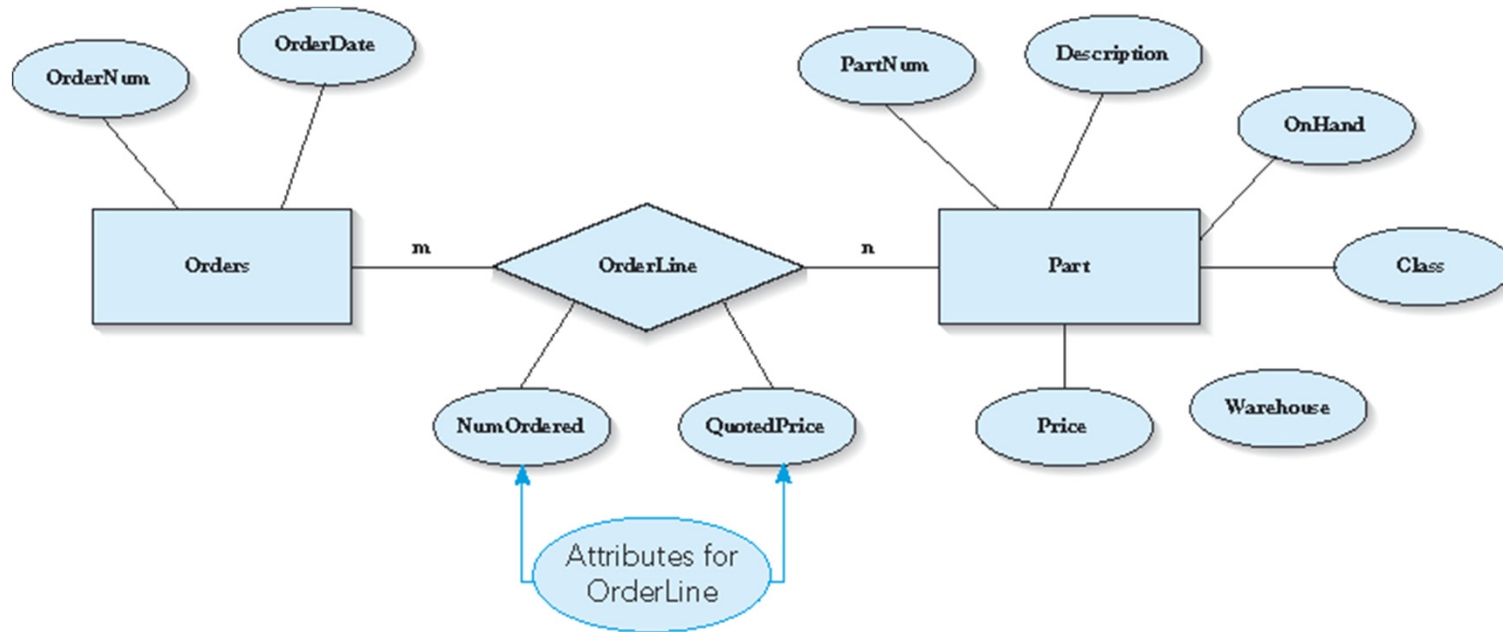 OrderDate
OrderNum
PartNum
Description
OnHand
Orders
m
OrderLine
n
Part
Class
NumOrdered
QuotedPrice
Price
Warehouse
Attributes for
OrderLine